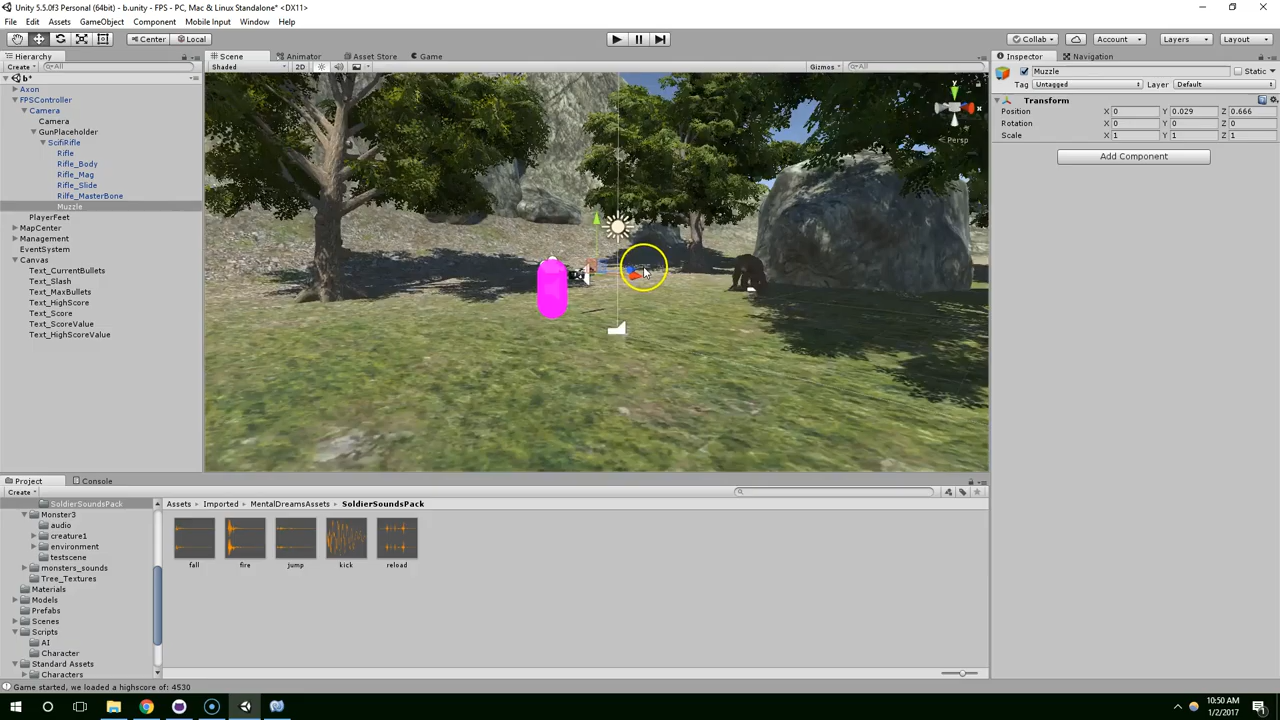 Unity 5.5.0f3 Personal (64bit) - b.unity - FPS - PC, Mac & Linux Standalone* <DX11>
File Edit Assets GameObject Component Mobile Input Window Help
Center Local Collab Account Layers Layout
Hierarchy Scene Animator Asset Store Game Inspector Navigation
Create All Shaded 2D Gizmos All Muzzle Static
b*
Tag Untagged Layer Default
Axon
FPSController Transform
Camera Position X 0 Y 0.029 Z 0.666
Camera Rotation X 0 Y 0 Z 0
GunPlaceholder Scale X 1 Y 1 Z 1
y
x
Persp
ScifiRifle
Rifle Add Component
Rifle_Body
Rifle_Mag
Rifle_Slide
Rilfe_MasterBone
Muzzle
PlayerFeet
MapCenter
Management
EventSystem
Canvas
Text_CurrentBullets
Text_Slash
Text_MaxBullets
Text_HighScore
Text_Score
Text_ScoreValue
Text_HighScoreValue
Project Console
Create
SoldierSoundsPack Assets Imported MentalDreamsAssets SoldierSoundsPack
Monster3
audio
creature1
environment
testscene fall fire jump kick reload
monsters_sounds
Tree_Textures
Materials
Models
Prefabs
Scenes
Scripts
AI
Character
Standard Assets
Characters
Game started, we loaded a highscore of: 4530
10:50 AM
1/2/2017